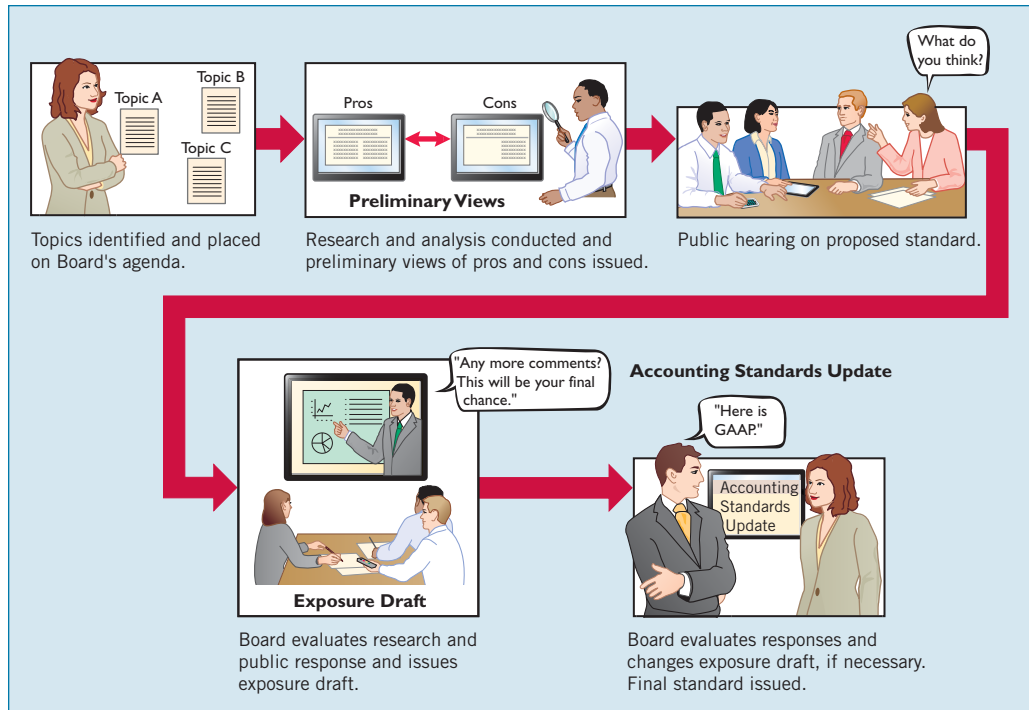 Topic A
Topic B
Topic C
Topics identified and placed
on Board's agenda.
Pros
Cons
Preliminary Views
Research and analysis conducted and
preliminary views of pros and cons issued.
What do
you think?
Public hearing on proposed standard.
"Any more comments?
This will be your final
chance."
Exposure Draft
Board evaluates research and
public response and issues
exposure draft.
Accounting Standards Update
"Here is
GAAP."
Accounting
Standards
Update
Board evaluates responses and
changes exposure draft, if necessary.
Final standard issued.